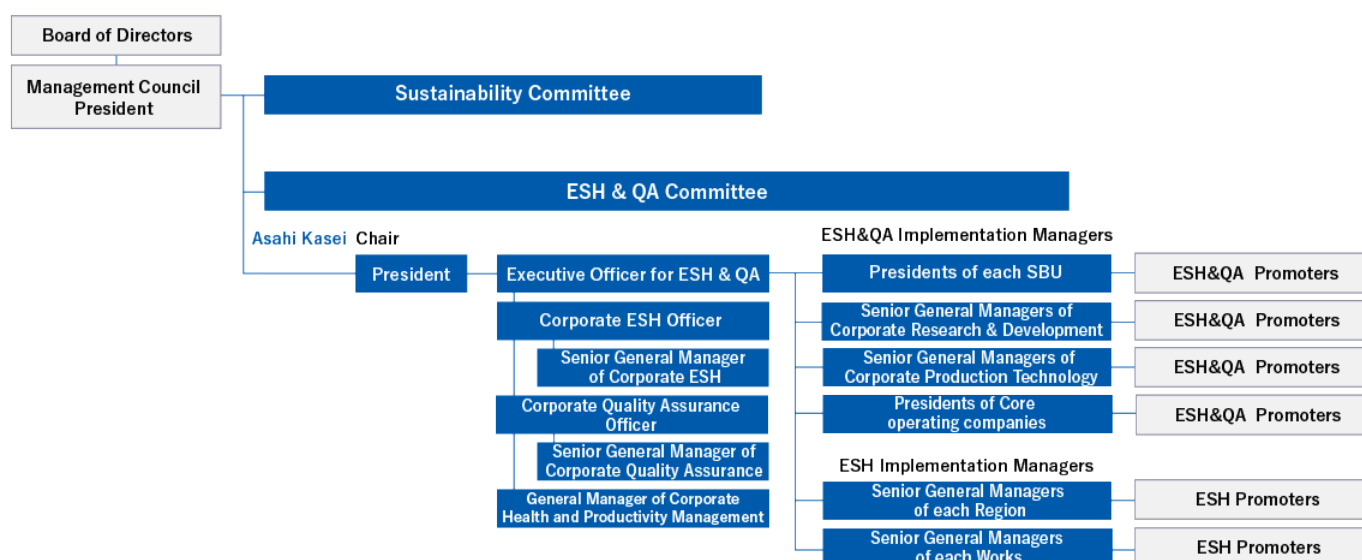 Board of Directors
Management Council
President
Sustainability Committee
ESH & QA Committee
Asahi Kasei Chair
ESH&QA Implementation Managers
President
Executive Officer for ESH & QA
Presidents of each SBU
ESH&QA Promoters
Corporate ESH Officer
Senior General Managers of
Corporate Research & Development
ESH&QA Promoters
Senior General Manager
of Corporate ESH
Senior General Managers of
Corporate Production Technology
ESH&QA Promoters
Corporate Quality Assurance
Officer
Presidents of Core
operating companies
ESH&QA Promoters
Senior General Manager of
Corporate Quality Assurance
ESH Implementation Managers
General Manager of Corporate
Health and Productivity Management
Senior General Managers
of each Region
ESH Promoters
Senior General Managers
of each Works
ESH Promoters